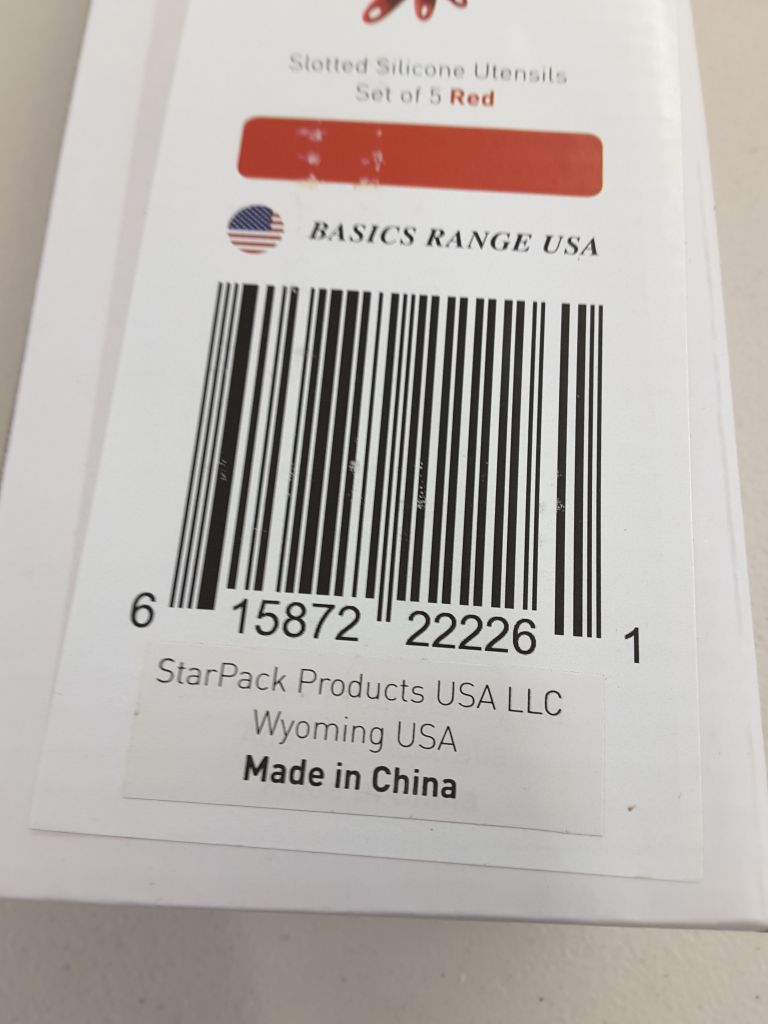 Slotted Silicone Utensils
Set of 5 Red
BASICS RANGE USA
6 15872 22226 1
StarPack Products USA LLC
Wyoming USA
Made in China